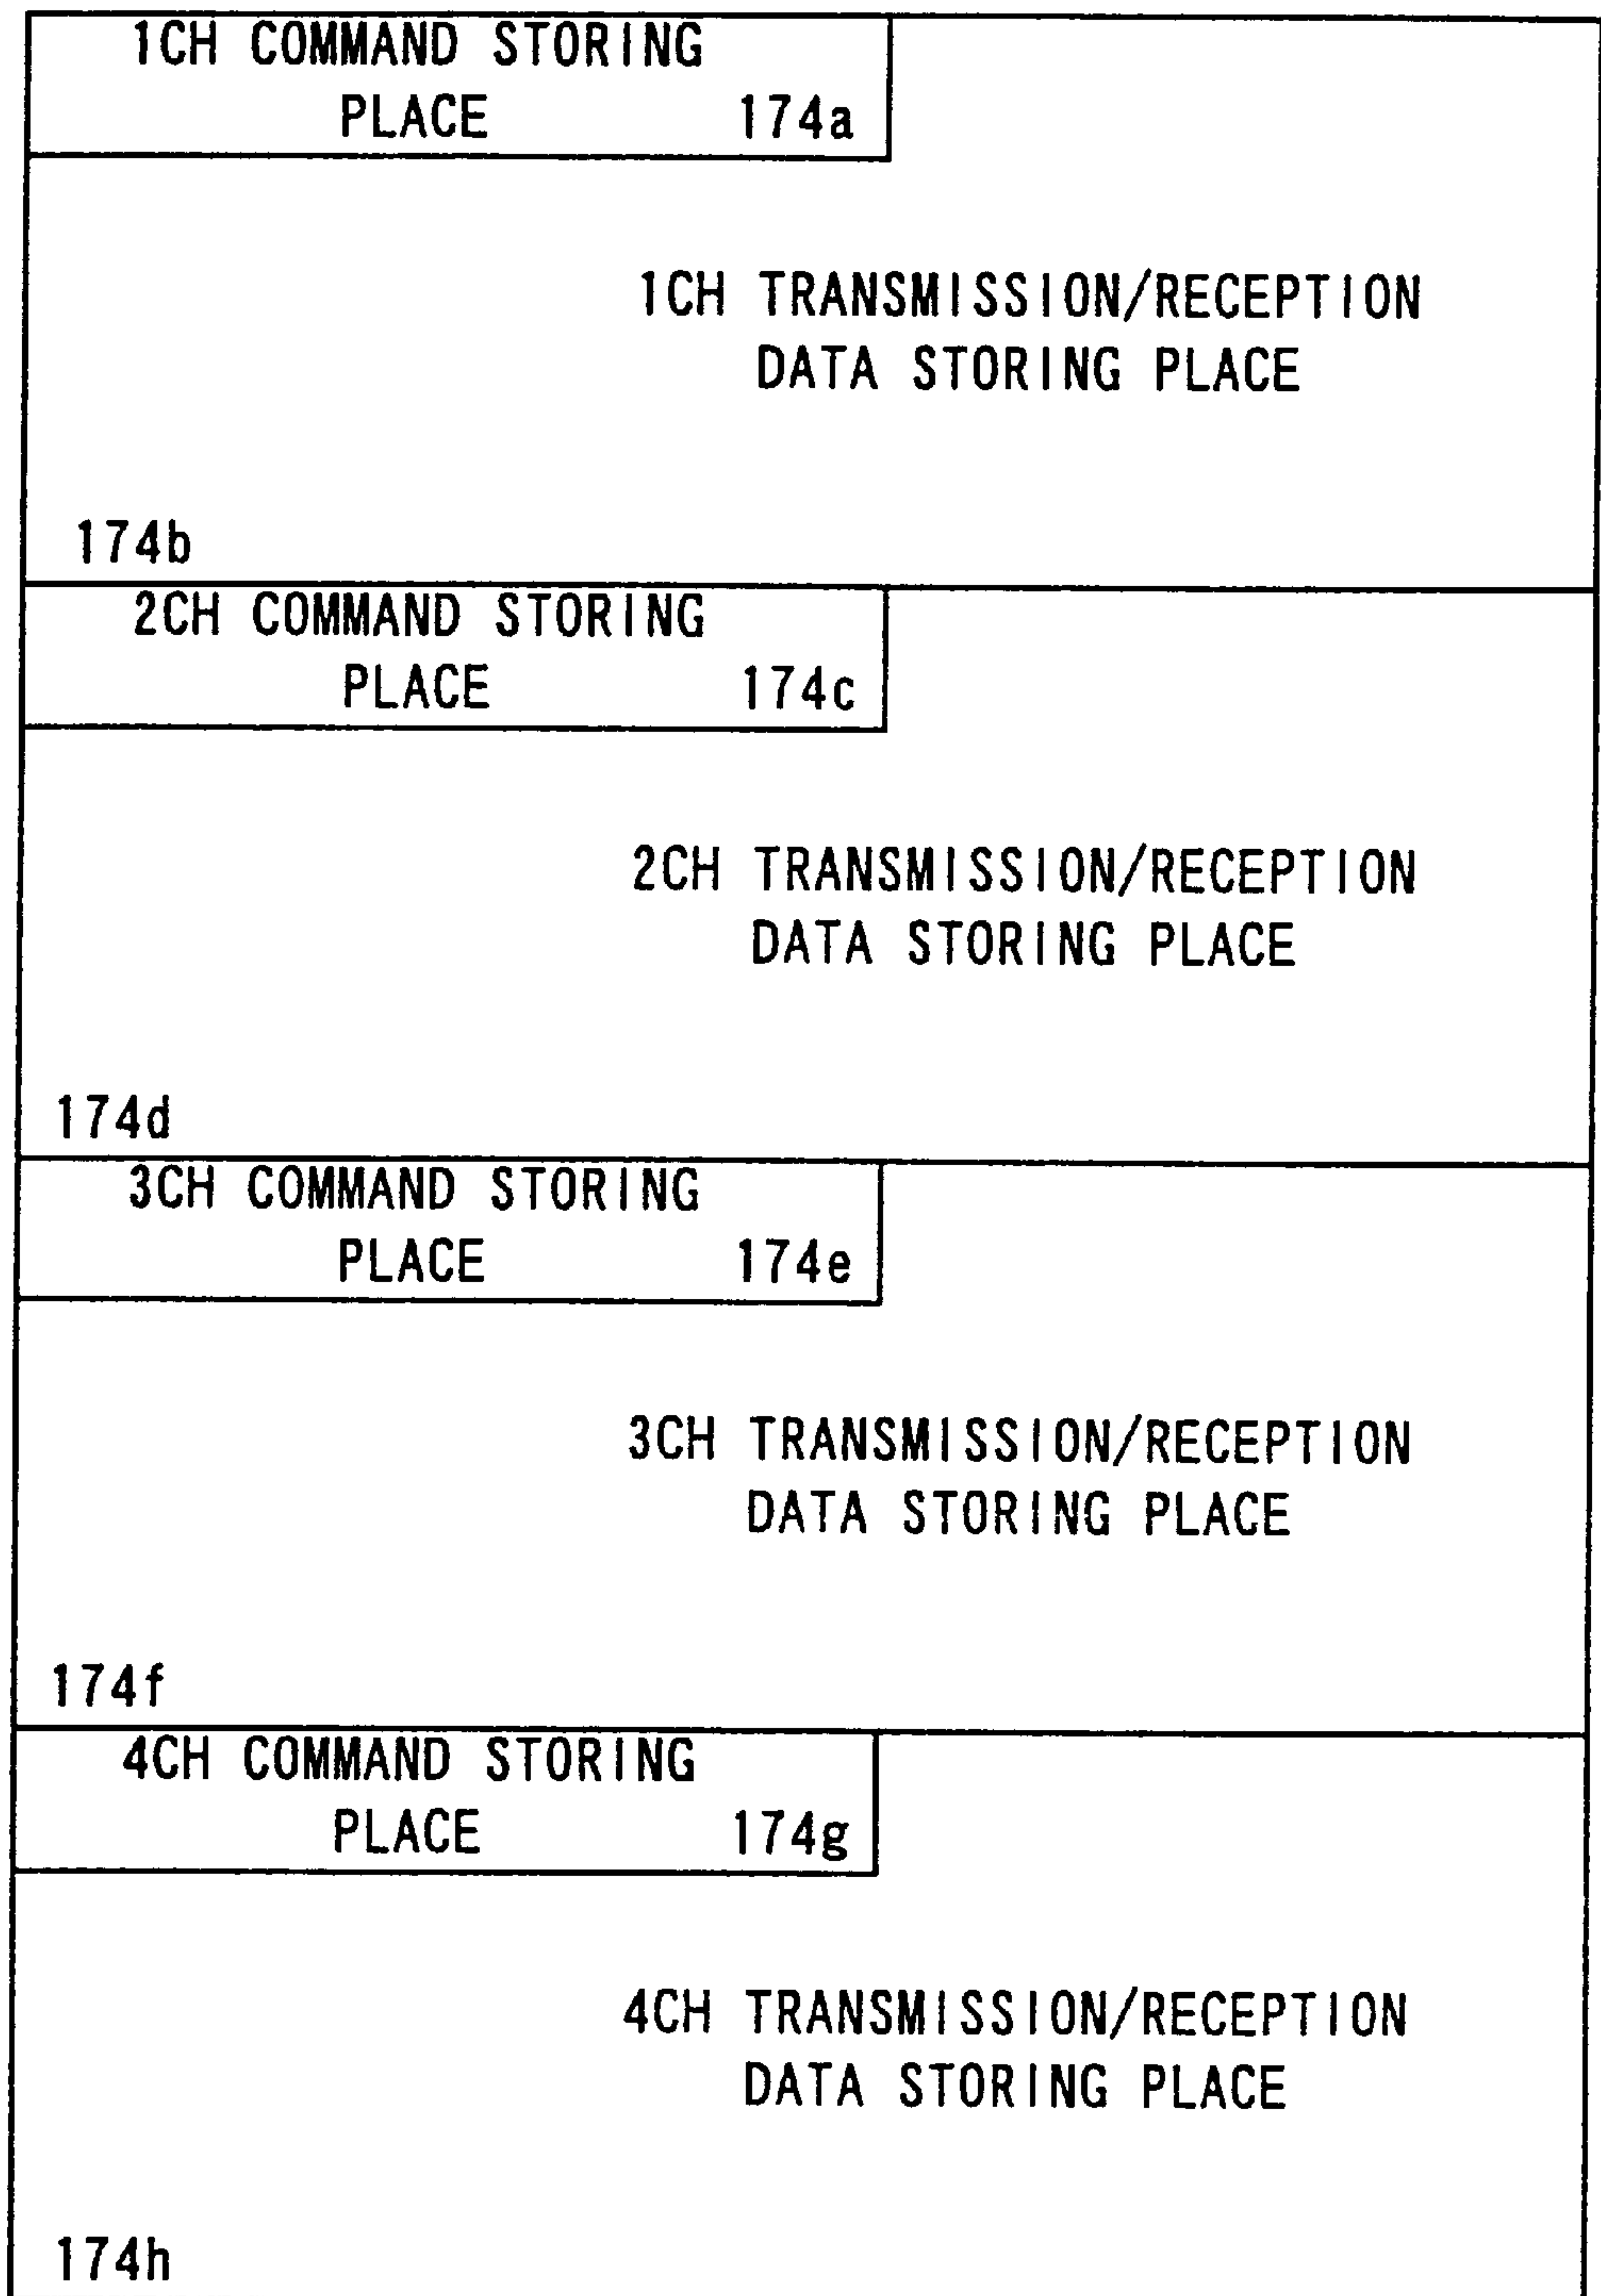 1CH COMMAND STORING
PLACE 174a
1CH TRANSMISSION/RECEPTION
DATA STORING PLACE
174b
2CH COMMAND STORING
PLACE 174c
2CH TRANSMISSION/RECEPTION
DATA STORING PLACE
174d
3CH COMMAND STORING
PLACE 174e
3CH TRANSMISSION/RECEPTION
DATA STORING PLACE
174f
4CH COMMAND STORING
PLACE 174g
4CH TRANSMISSION/RECEPTION
DATA STORING PLACE
174h